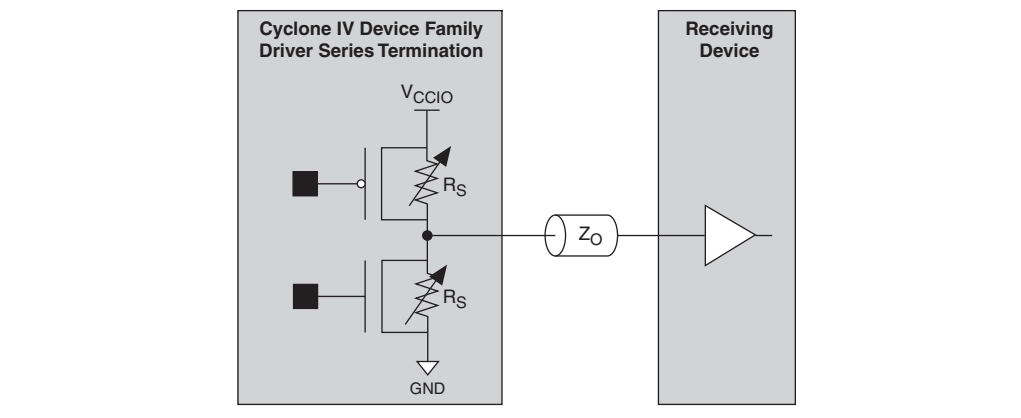 Cyclone IV Device Family
Driver Series Termination
Receiving
Device
VCCIO
RS
ZO
RS
GND